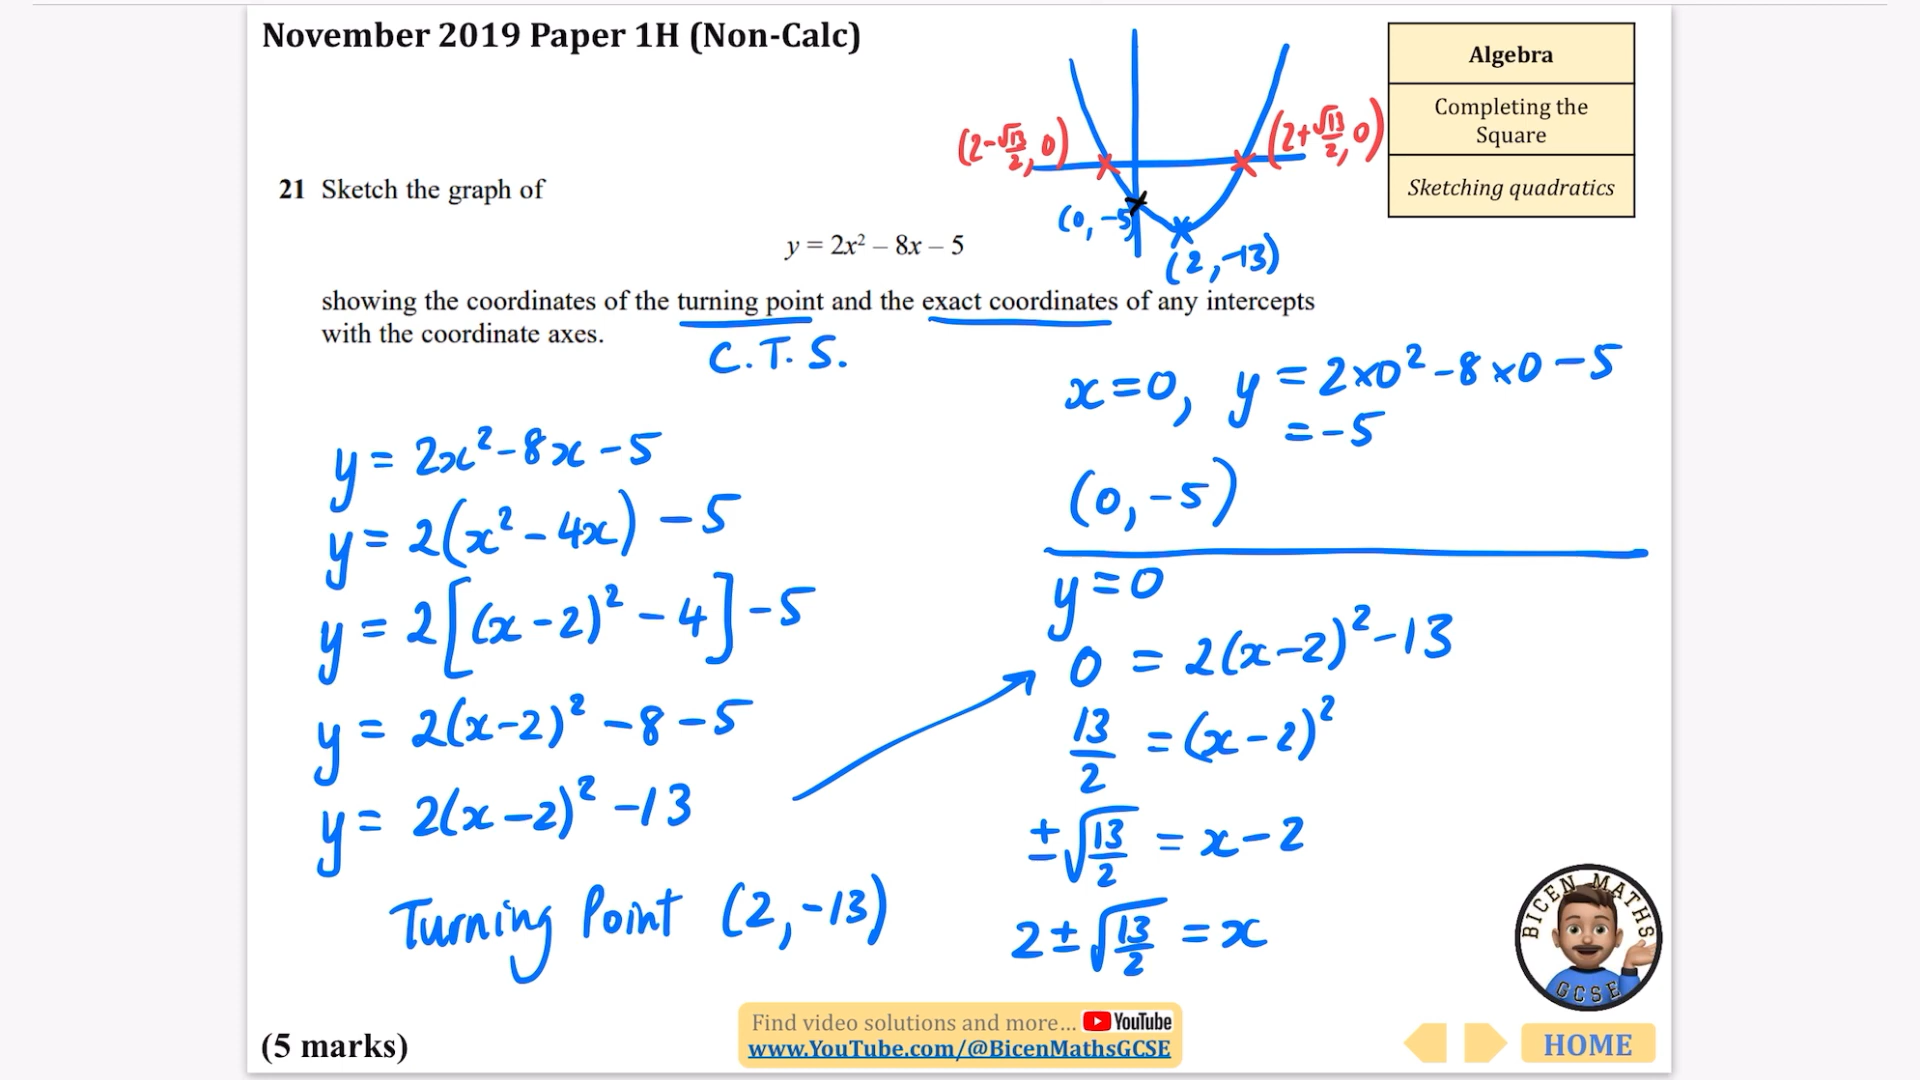 November 2019 Paper 1H (Non-Calc)
Algebra
Completing the
Square
Sketching quadratics
(2-√13/2, 0)
(2+√13/2, 0)
(0, -5)
(2, -13)
21 Sketch the graph of
y = 2x² – 8x – 5
showing the coordinates of the turning point and the exact coordinates of any intercepts
with the coordinate axes.
C.T.S.
y = 2x²-8x-5
y = 2(x²-4x) -5
y = 2[(x-2)²-4]-5
y = 2(x-2)² -8-5
y = 2(x-2)² -13
Turning Point (2,-13)
x=0, y = 2×0²-8×0-5
= -5
(0,-5)
y=0
0 = 2(x-2)²-13
13/2 = (x-2)²
±√13/2 = x-2
2±√13/2 = x
BICEN MATHS
GCSE
(5 marks)
Find video solutions and more... YouTube
www.YouTube.com/@BicenMathsGCSE
HOME